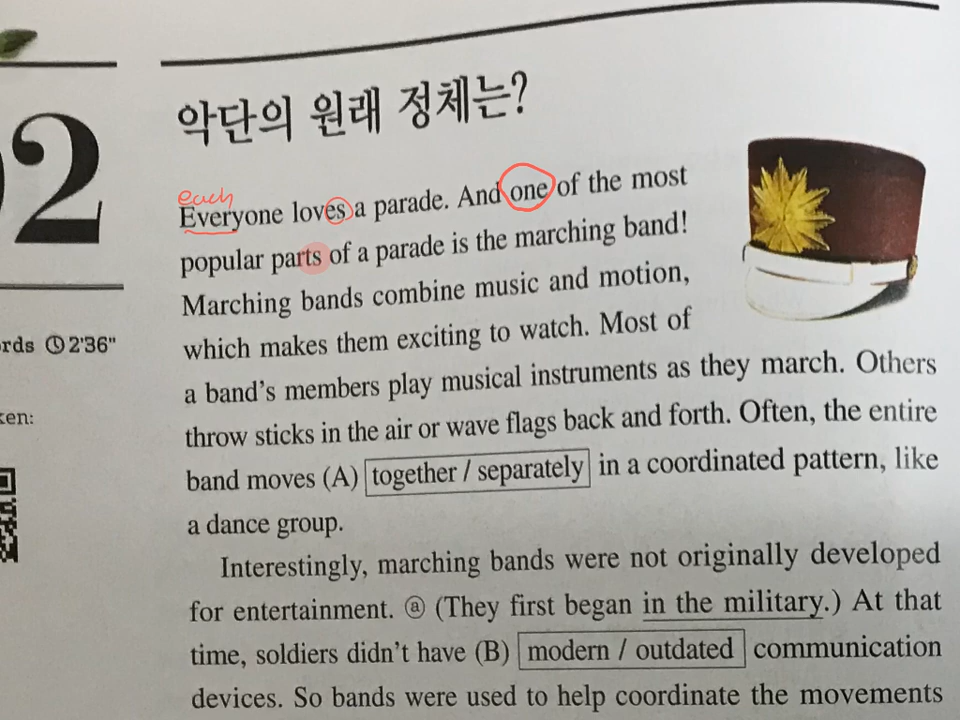 02
악단의 원래 정체는?
each
Everyone loves a parade. And one of the most
popular parts of a parade is the marching band!
Marching bands combine music and motion,
which makes them exciting to watch. Most of
a band's members play musical instruments as they march. Others
throw sticks in the air or wave flags back and forth. Often, the entire
band moves (A) together / separately in a coordinated pattern, like
a dance group.
Interestingly, marching bands were not originally developed
for entertainment. ⓐ (They first began in the military.) At that
time, soldiers didn't have (B) modern / outdated communication
devices. So bands were used to help coordinate the movements
rds 2'36"
ken: